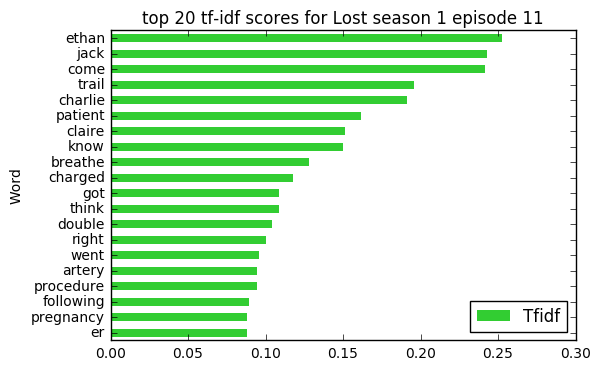 top 20 tf-idf scores for Lost season 1 episode 11
Word
ethan
jack
come
trail
charlie
patient
claire
know
breathe
charged
got
think
double
right
went
artery
procedure
following
pregnancy
er
Tfidf
0.00 0.05 0.10 0.15 0.20 0.25 0.30